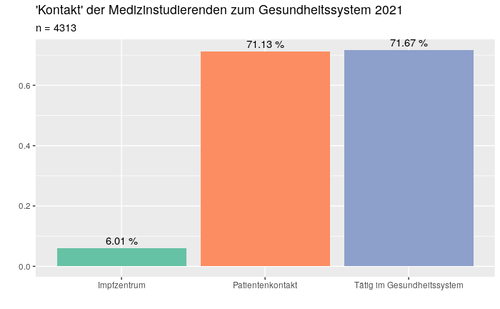 'Kontakt' der Medizinstudierenden zum Gesundheitssystem 2021
n = 4313
71.13 %
71.67 %
0.6
0.4
0.2
6.01 %
0.0
Impfzentrum
Patientenkontakt
Tätig im Gesundheitssystem